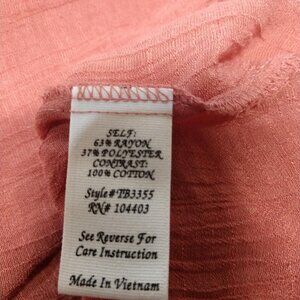 SELF:
63% RAYON
37% POLYESTER
CONTRAST:
100% COTTON
Style#TB3355
RN# 104403
See Reverse For
Care Instruction
Made In Vietnam